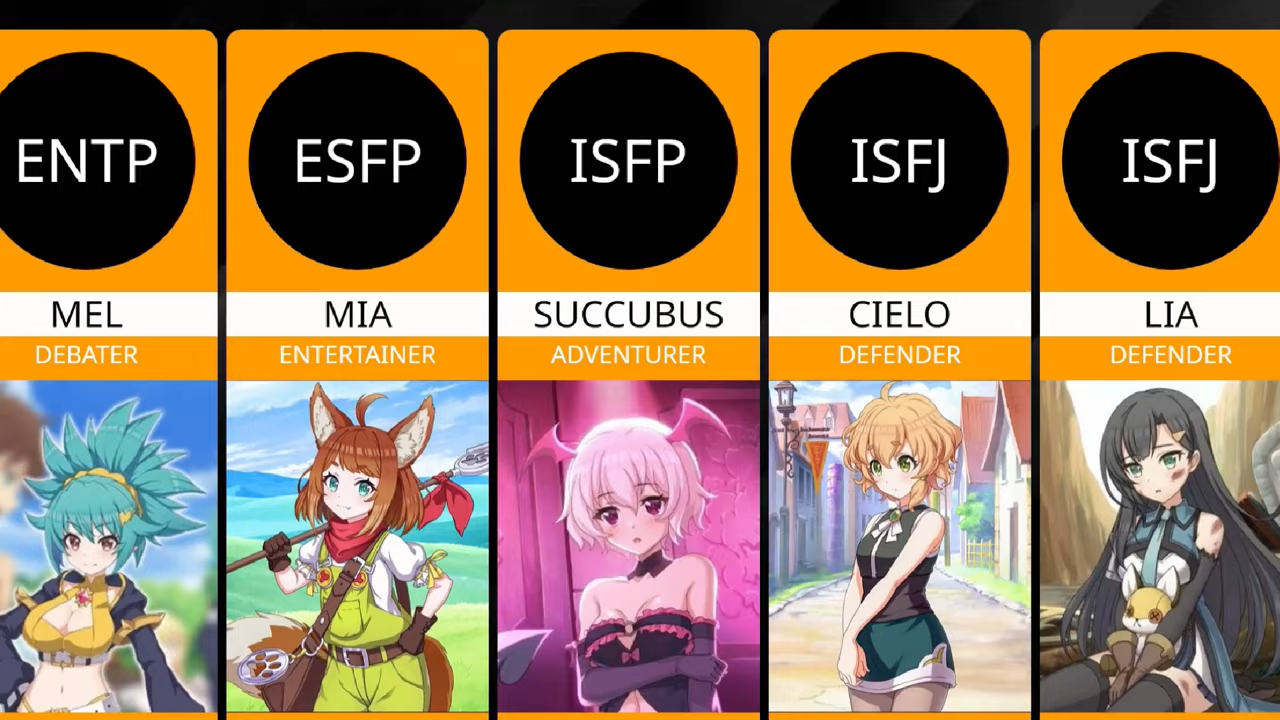 ENTP
MEL
DEBATER
ESFP
MIA
ENTERTAINER
ISFP
SUCCUBUS
ADVENTURER
ISFJ
CIELO
DEFENDER
ISFJ
LIA
DEFENDER